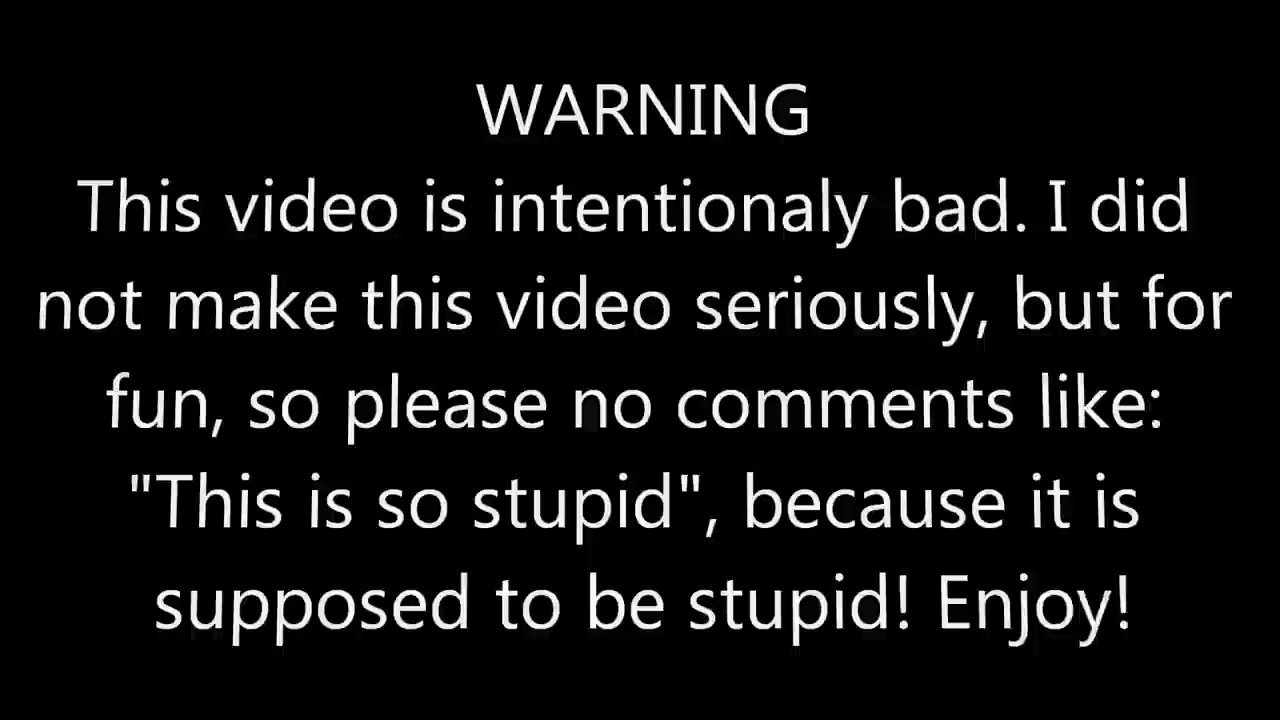 WARNING
This video is intentionaly bad. I did
not make this video seriously, but for
fun, so please no comments like:
"This is so stupid", because it is
supposed to be stupid! Enjoy!